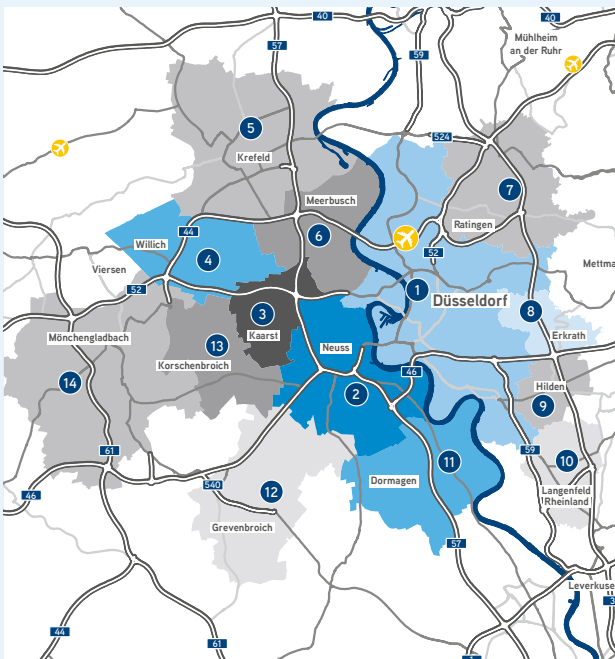 40
40
57
59
Mühlheim
an der Ruhr
5
Krefeld
524
7
Meerbusch
Ratingen
44
Willich
6
4
52
Mettma
Viersen
52
1
Düsseldorf
3
Kaarst
8
Erkrath
Mönchengladbach
13
Neuss
Korschenbroich
46
14
2
Hilden
9
61
11
59
10
46
540
12
Dormagen
Langenfeld
Rheinland
Grevenbroich
57
Leverkuse
3
44
61